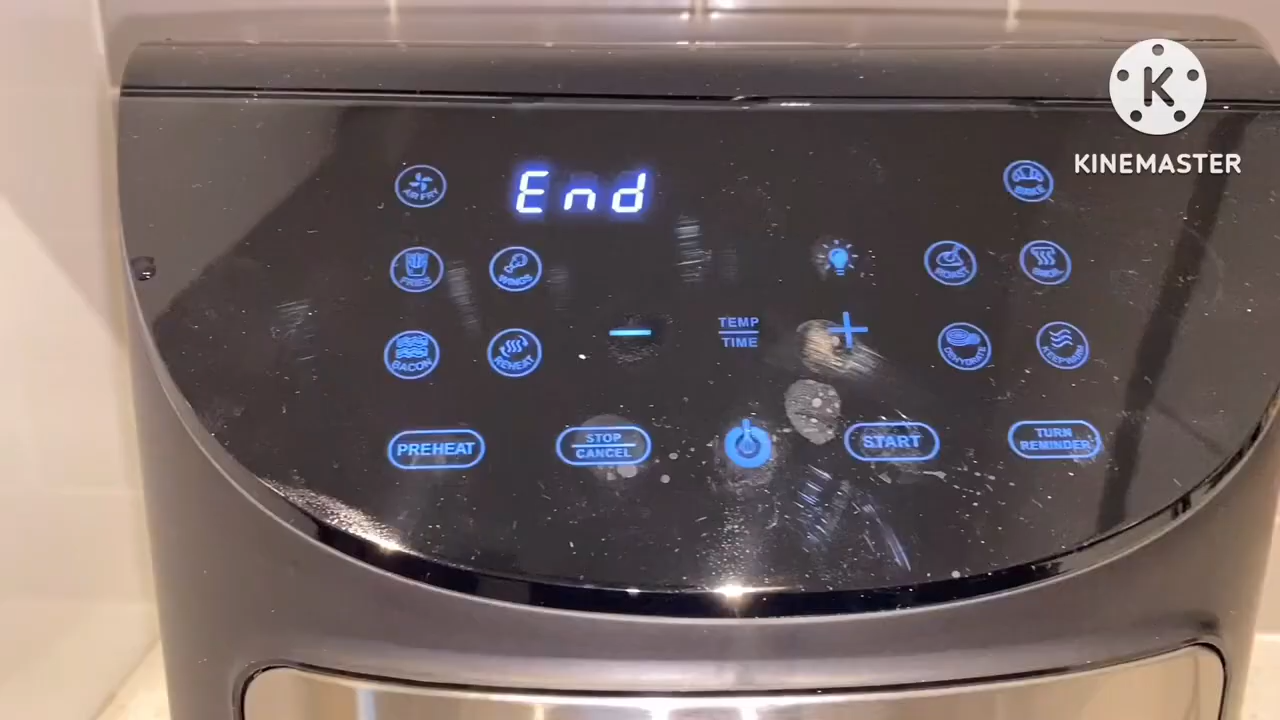 K
KINEMASTER
AIR FRY
End
BAKE
FRIES
WINGS
ROAST
BROIL
BACON
REHEAT
TEMP
TIME
DEHYDRATE
KEEP WARM
PREHEAT
STOP
CANCEL
START
TURN
REMINDER